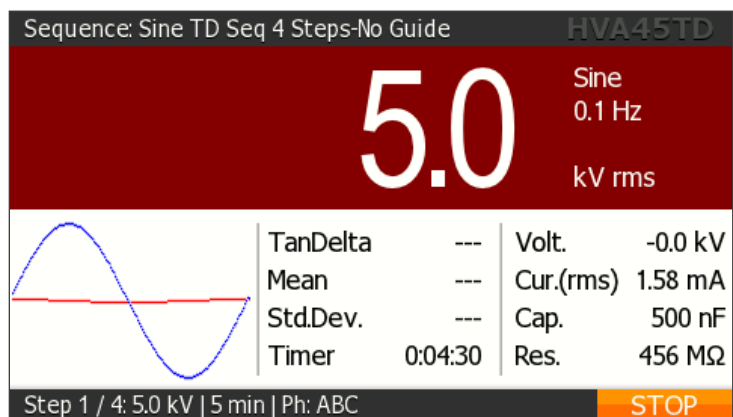 Sequence: Sine TD Seq 4 Steps-No Guide HVA45TD
5.0
Sine
0.1 Hz
kV rms
TanDelta ---
Mean ---
Std.Dev. ---
Timer 0:04:30
Volt. -0.0 kV
Cur.(rms) 1.58 mA
Cap. 500 nF
Res. 456 MΩ
Step 1 / 4: 5.0 kV | 5 min | Ph: ABC STOP